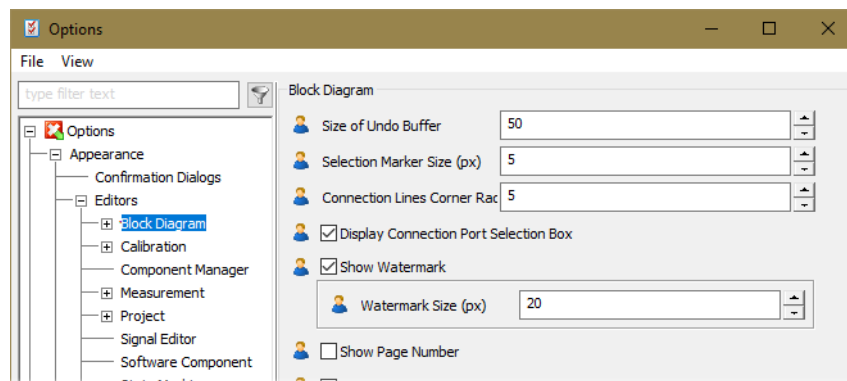 Options
File View
type filter text
Options
Appearance
Confirmation Dialogs
Editors
Block Diagram
Calibration
Component Manager
Measurement
Project
Signal Editor
Software Component
Block Diagram
Size of Undo Buffer 50
Selection Marker Size (px) 5
Connection Lines Corner Rac 5
Display Connection Port Selection Box
Show Watermark
Watermark Size (px) 20
Show Page Number